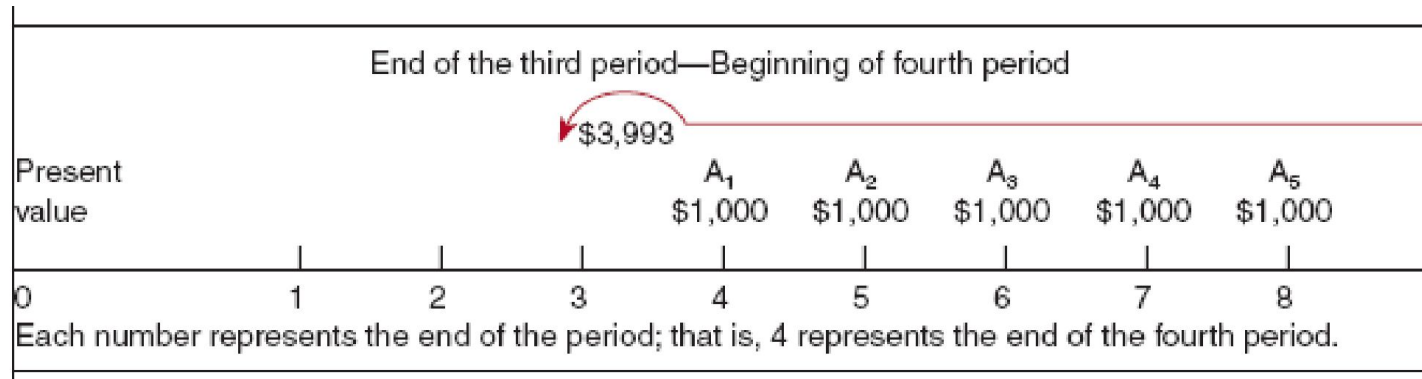 End of the third period—Beginning of fourth period
$3,993
Present value
A₁ A₂ A₃ A₄ A₅
$1,000 $1,000 $1,000 $1,000 $1,000
0 1 2 3 4 5 6 7 8
Each number represents the end of the period; that is, 4 represents the end of the fourth period.